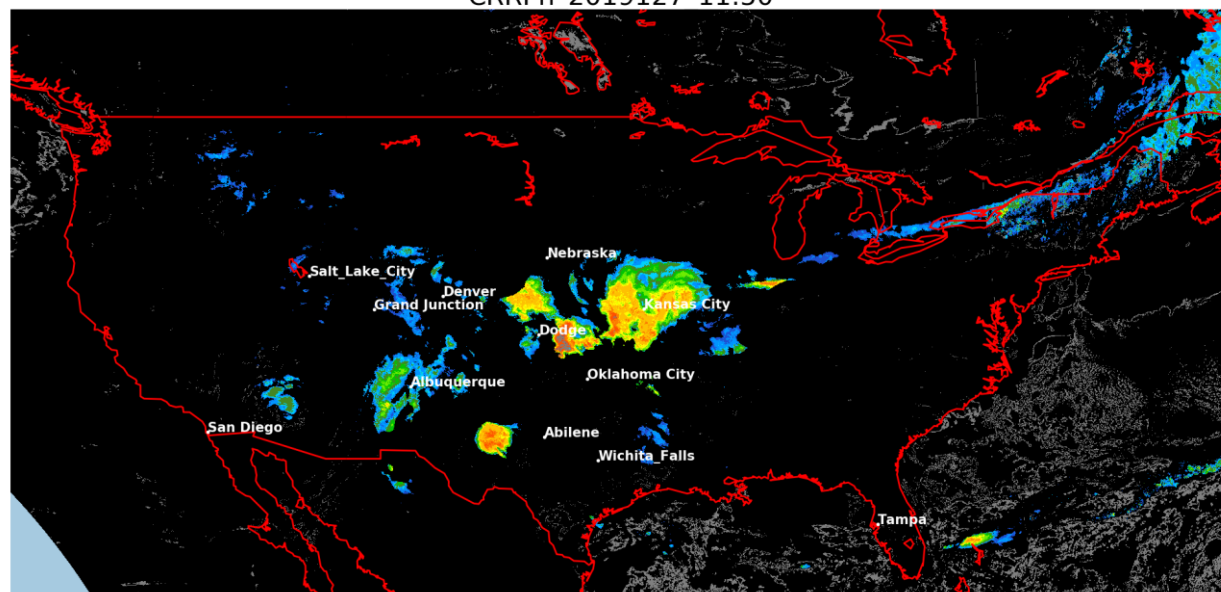 Nebraska
Salt_Lake_City
Denver
Grand Junction
Kansas City
Dodge
Oklahoma City
Albuquerque
San Diego
Abilene
Wichita_Falls
Tampa